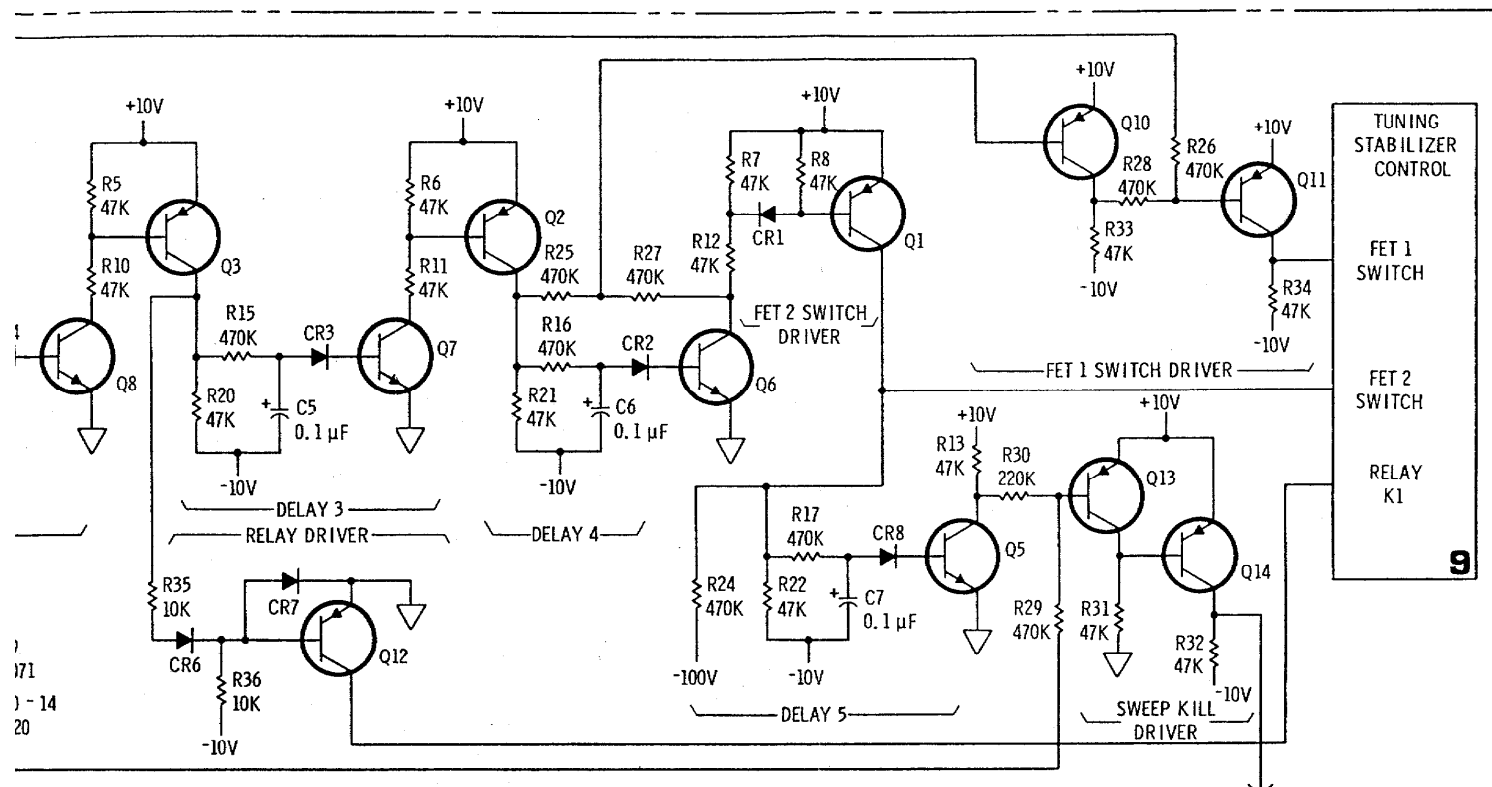 +10V
R5
47K
Q3
R10
47K
Q8
R15
470K
CR3
R20
47K
C5
+
0.1 µF
-10V
DELAY 3
Q7
+10V
R6
47K
Q2
R11
47K
R25
470K
R27
470K
R16
470K
CR2
R21
47K
C6
+
0.1 µF
-10V
DELAY 4
Q6
+10V
R7
47K
R8
47K
CR1
R12
47K
Q1
FET 2 SWITCH
DRIVER
+10V
Q10
R28
470K
R26
470K
R33
47K
-10V
+10V
Q11
R34
47K
-10V
FET 1 SWITCH DRIVER
TUNING
STABILIZER
CONTROL
FET 1
SWITCH
FET 2
SWITCH
RELAY
K1
9
RELAY DRIVER
R35
10K
CR7
CR6
R36
10K
-10V
Q12
R24
470K
-100V
R17
470K
CR8
R22
47K
C7
+
0.1 µF
-10V
DELAY 5
+10V
R13
47K
R30
220K
Q5
R29
470K
+10V
Q13
Q14
R31
47K
R32
47K
-10V
SWEEP KILL
DRIVER
4
)71
) - 14
20